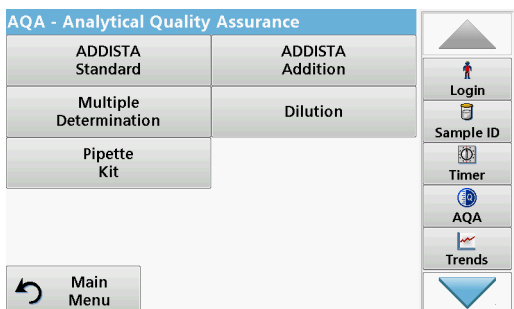 AQA - Analytical Quality Assurance
ADDISTA
Standard
ADDISTA
Addition
Multiple
Determination
Dilution
Pipette
Kit
Main
Menu
Login
Sample ID
Timer
AQA
Trends